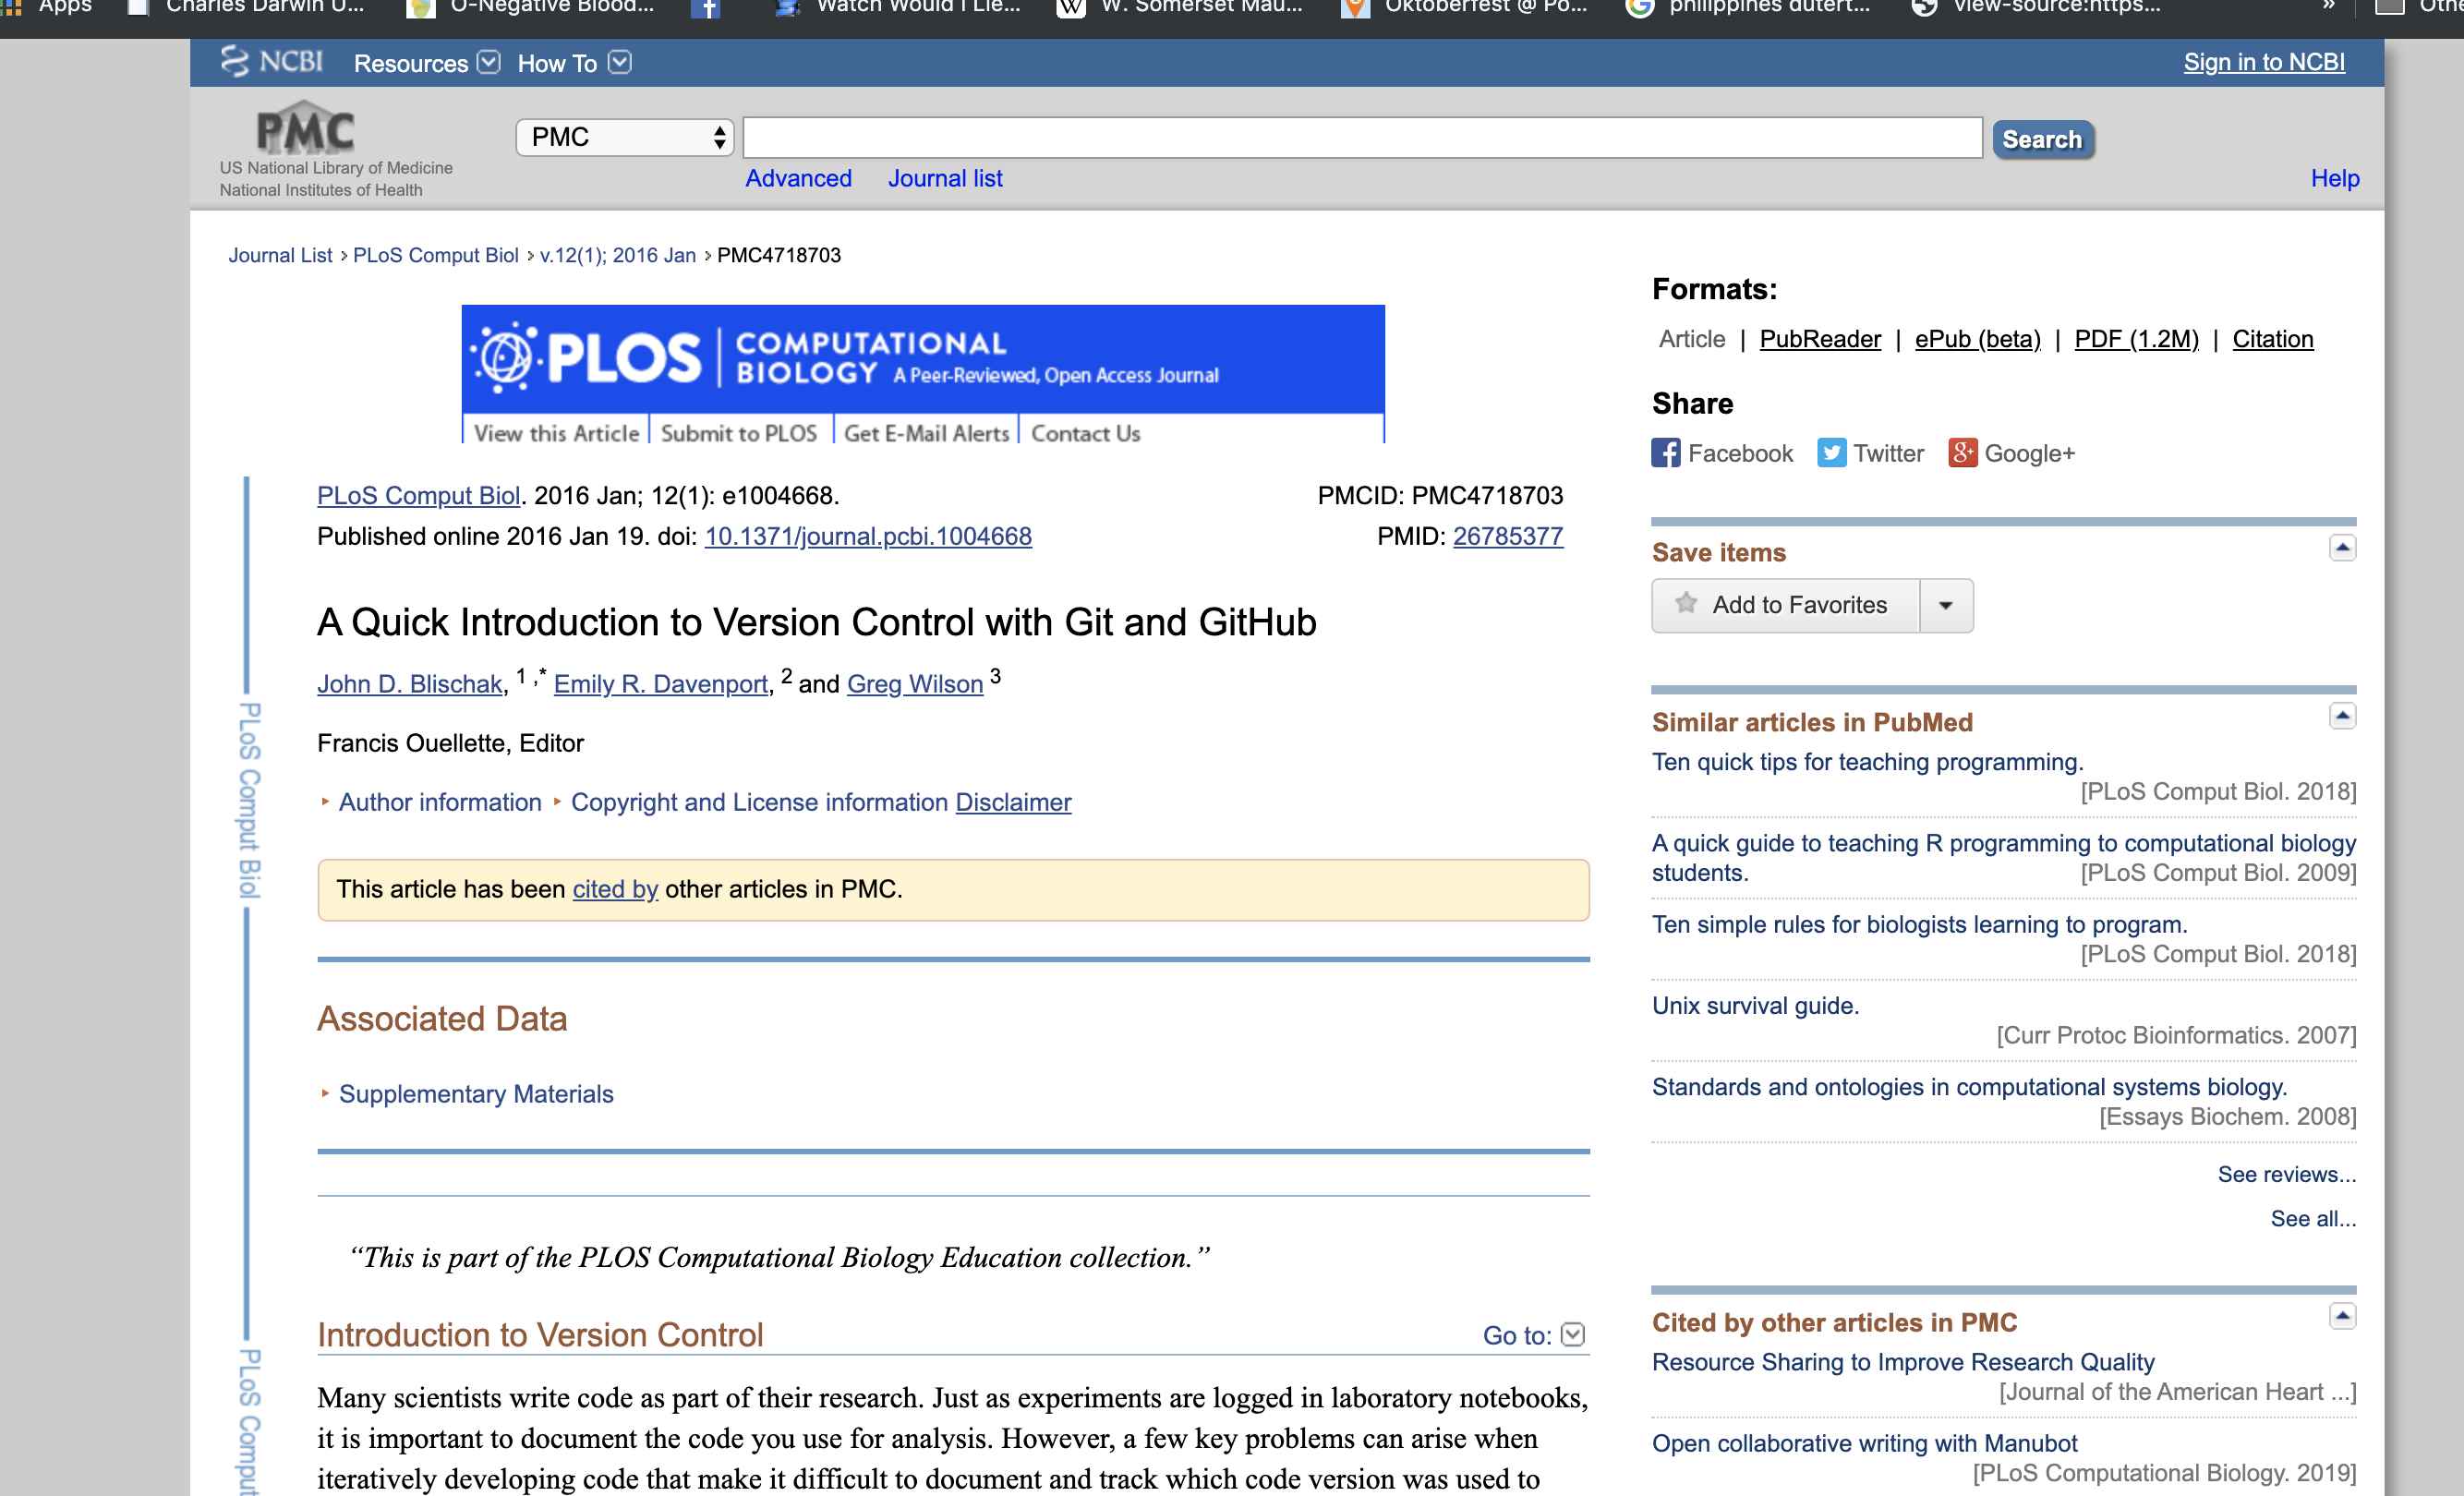 Apps Charles Darwin U... O-Negative Blood... Watch Would I Lie... W. Somerset Mau... Oktoberfest @ Po... philippines dutert... view-source:https... »
NCBI Resources How To Sign in to NCBI
PMC
US National Library of Medicine
National Institutes of Health
PMC Search
Advanced Journal list Help
Journal List › PLoS Comput Biol › v.12(1); 2016 Jan › PMC4718703
PLOS | COMPUTATIONAL
BIOLOGY A Peer-Reviewed, Open Access Journal
View this Article Submit to PLOS Get E-Mail Alerts Contact Us
PLoS Comput Biol. 2016 Jan; 12(1): e1004668. PMCID: PMC4718703
Published online 2016 Jan 19. doi: 10.1371/journal.pcbi.1004668 PMID: 26785377
A Quick Introduction to Version Control with Git and GitHub
John D. Blischak, 1 ,* Emily R. Davenport, 2 and Greg Wilson 3
Francis Ouellette, Editor
Author information Copyright and License information Disclaimer
This article has been cited by other articles in PMC.
Associated Data
Supplementary Materials
“This is part of the PLOS Computational Biology Education collection.”
Introduction to Version Control Go to:
Many scientists write code as part of their research. Just as experiments are logged in laboratory notebooks,
it is important to document the code you use for analysis. However, a few key problems can arise when
iteratively developing code that make it difficult to document and track which code version was used to
PLoS Comput Biol
PLoS Comput
Formats:
Article | PubReader | ePub (beta) | PDF (1.2M) | Citation
Share
Facebook Twitter Google+
Save items
Add to Favorites
Similar articles in PubMed
Ten quick tips for teaching programming.
[PLoS Comput Biol. 2018]
A quick guide to teaching R programming to computational biology
students. [PLoS Comput Biol. 2009]
Ten simple rules for biologists learning to program.
[PLoS Comput Biol. 2018]
Unix survival guide.
[Curr Protoc Bioinformatics. 2007]
Standards and ontologies in computational systems biology.
[Essays Biochem. 2008]
See reviews...
See all...
Cited by other articles in PMC
Resource Sharing to Improve Research Quality
[Journal of the American Heart ...]
Open collaborative writing with Manubot
[PLoS Computational Biology. 2019]